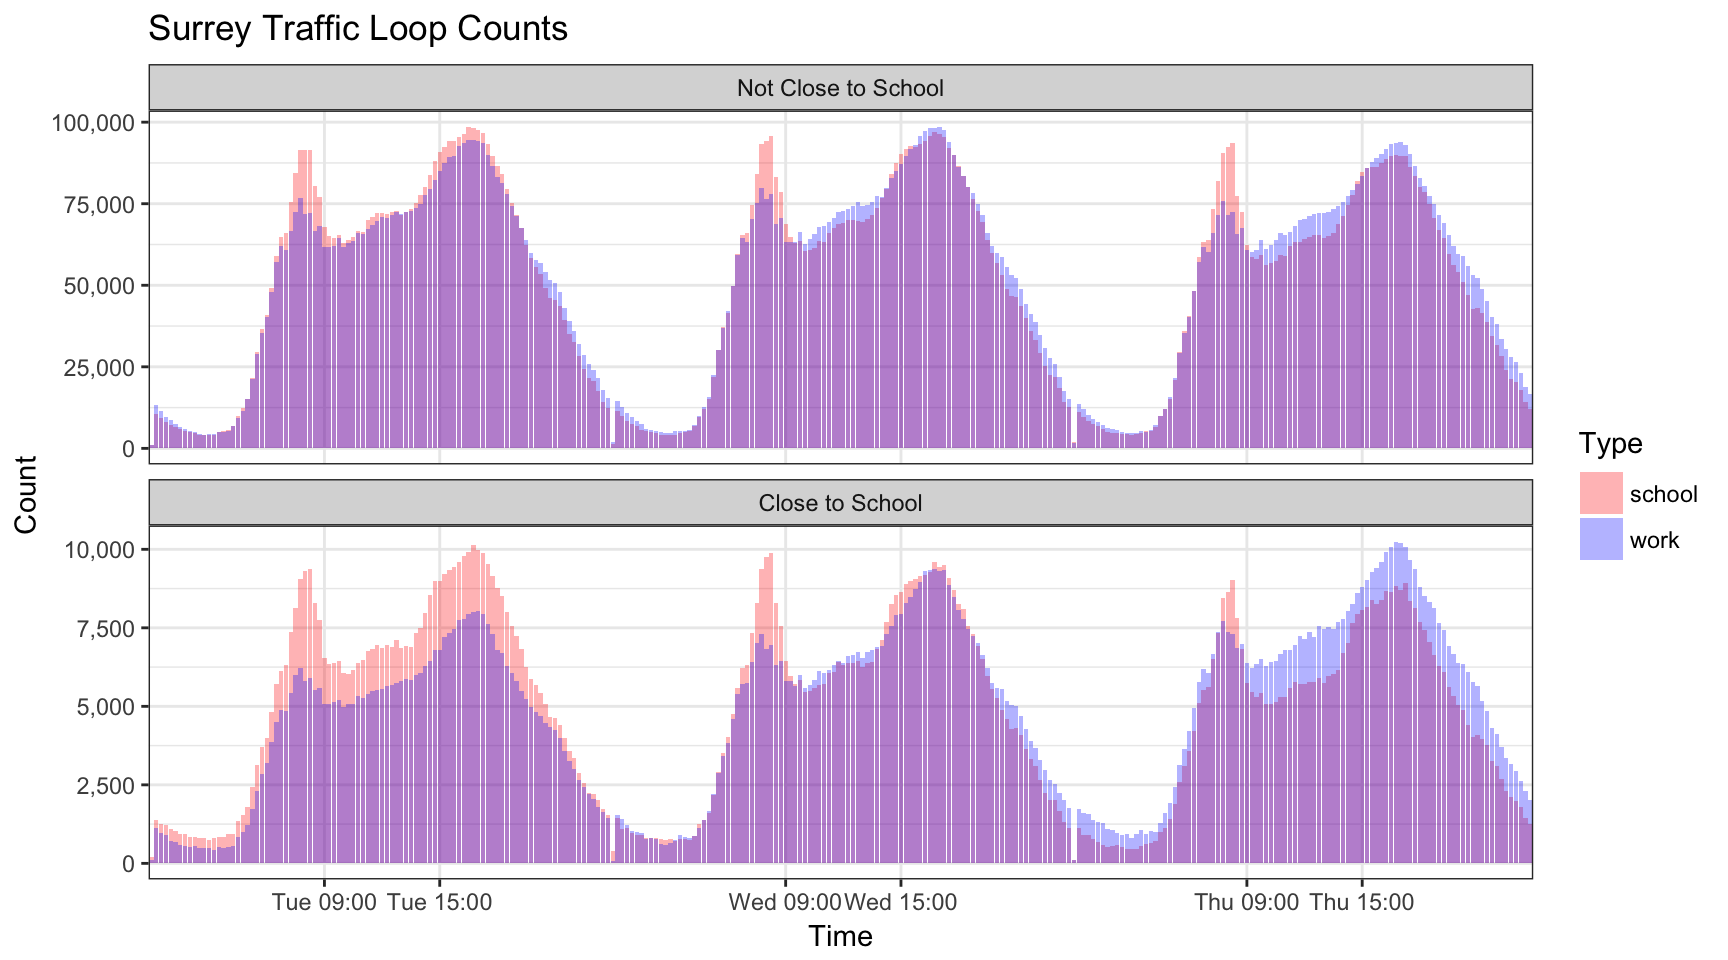 Surrey Traffic Loop Counts
Not Close to School
100,000
75,000
50,000
25,000
0
Close to School
10,000
7,500
5,000
2,500
0
Count
Tue 09:00 Tue 15:00 Wed 09:00 Wed 15:00 Thu 09:00 Thu 15:00
Time
Type
school
work